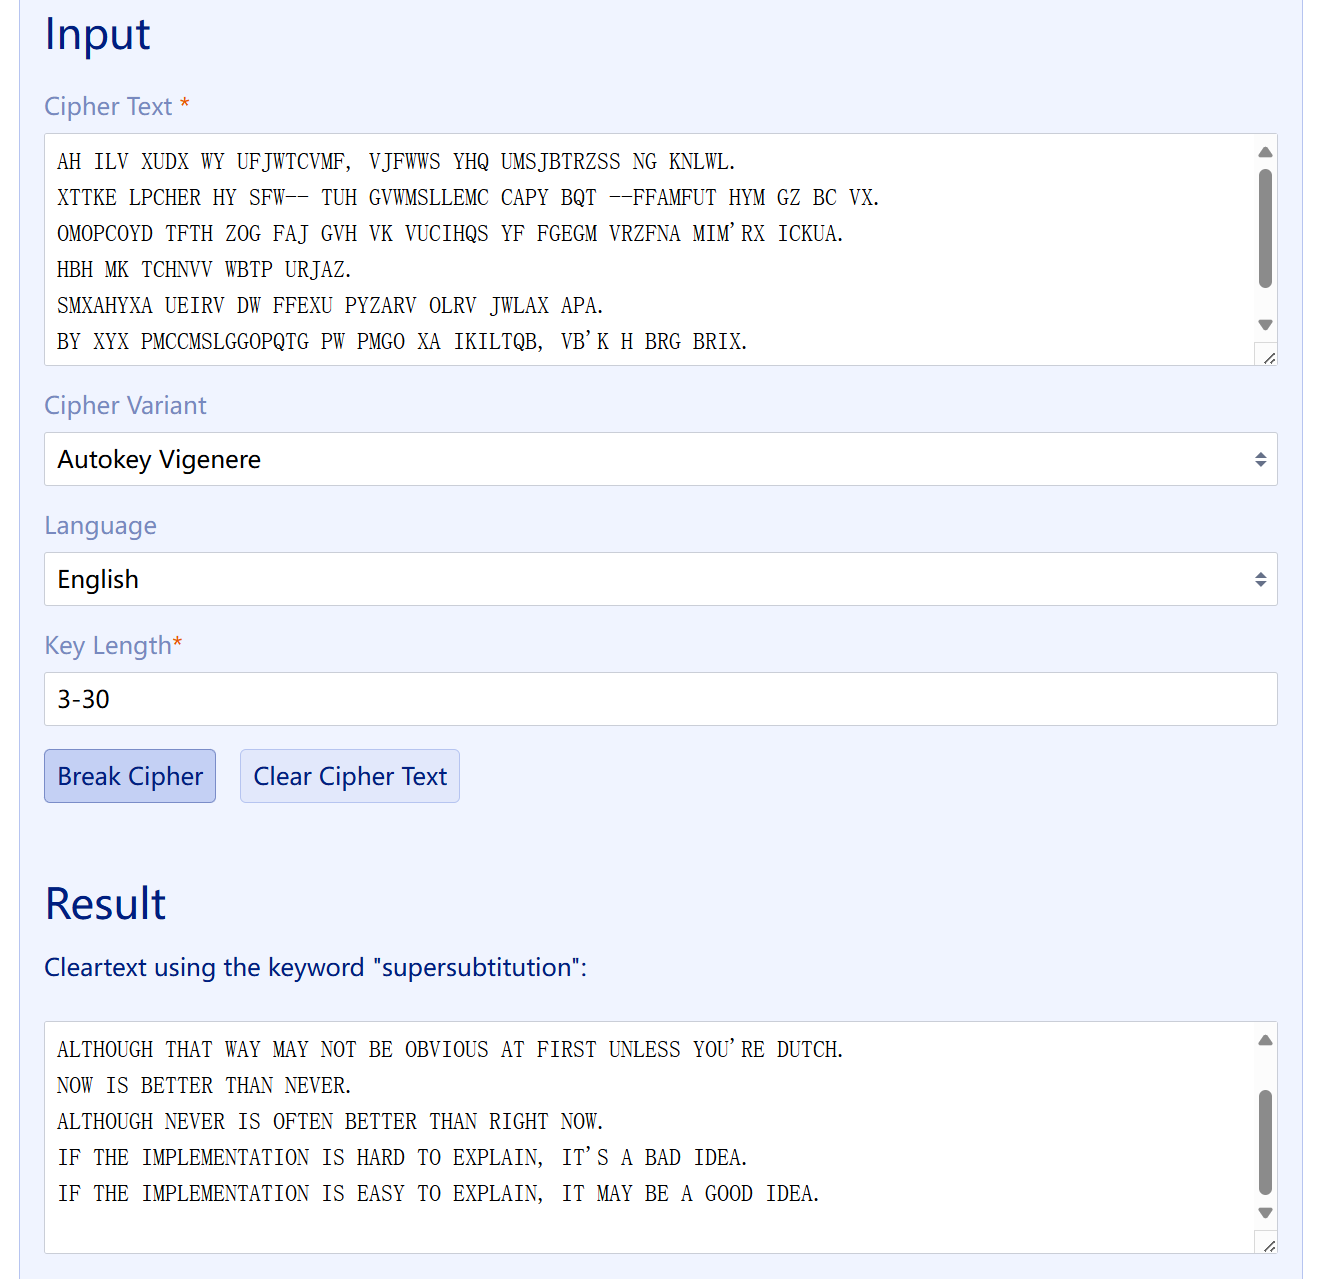 Input
Cipher Text *
AH ILV XUDX WY UFJWTCVMF, VJFWWS YHQ UMSJBTRZSS NG KNLWL.
XTTKE LPCHER HY SFW-- TUH GVWMSLLEMC CAPY BQT --FFAMFUT HYM GZ BC VX.
OMOPCOYD TFTH ZOG FAJ GVH VK VUCIHQS YF FGEGM VRZFNA MIM'RX ICKUA.
HBH MK TCHNVV WBTP URJAZ.
SMXAHYXA UEIRV DW FFEXU PYZARV OLRV JWLAX APA.
BY XYX PMCCMSLGGOPQTG PW PMGO XA IKILTQB, VB'K H BRG BRIX.
Cipher Variant
Autokey Vigenere
Language
English
Key Length*
3-30
Break Cipher
Clear Cipher Text
Result
Cleartext using the keyword "supersubtitution":
ALTHOUGH THAT WAY MAY NOT BE OBVIOUS AT FIRST UNLESS YOU'RE DUTCH.
NOW IS BETTER THAN NEVER.
ALTHOUGH NEVER IS OFTEN BETTER THAN RIGHT NOW.
IF THE IMPLEMENTATION IS HARD TO EXPLAIN, IT'S A BAD IDEA.
IF THE IMPLEMENTATION IS EASY TO EXPLAIN, IT MAY BE A GOOD IDEA.